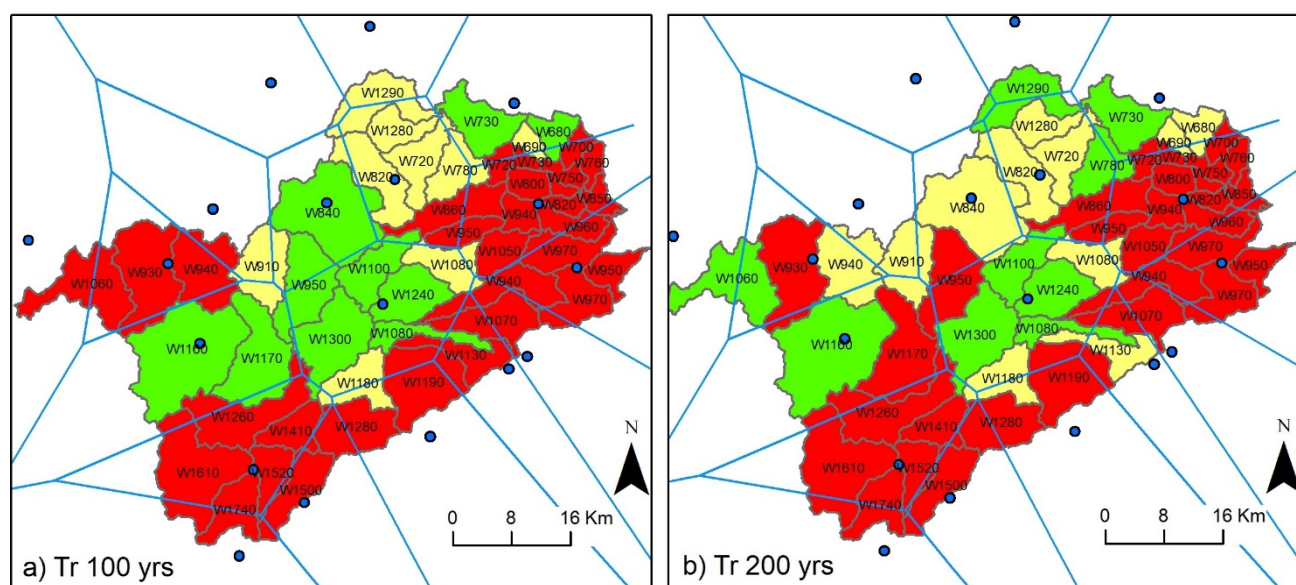 W1290
W1280
W730
W680
W690
W700
W720
W820
W780
W720
W730
W760
W750
W800
W840
W860
W940
W820
W850
W950
W960
W930
W940
W910
W1060
W950
W1100
W1080
W1050
W970
W940
W950
W970
W1240
W1160
W1170
W1300
W1080
W1070
W1130
W1180
W1190
W1260
W1410
W1280
W1610
W1520
W1500
W1740
N
0 8 16 Km
a) Tr 100 yrs
W1290
W1280
W730
W680
W690
W700
W720
W820
W780
W720
W730
W760
W750
W800
W840
W860
W940
W820
W850
W950
W960
W930
W940
W910
W1060
W950
W1100
W1080
W1050
W970
W940
W950
W970
W1240
W1160
W1170
W1300
W1080
W1070
W1130
W1180
W1190
W1260
W1410
W1280
W1610
W1520
W1500
W1740
N
0 8 16 Km
b) Tr 200 yrs